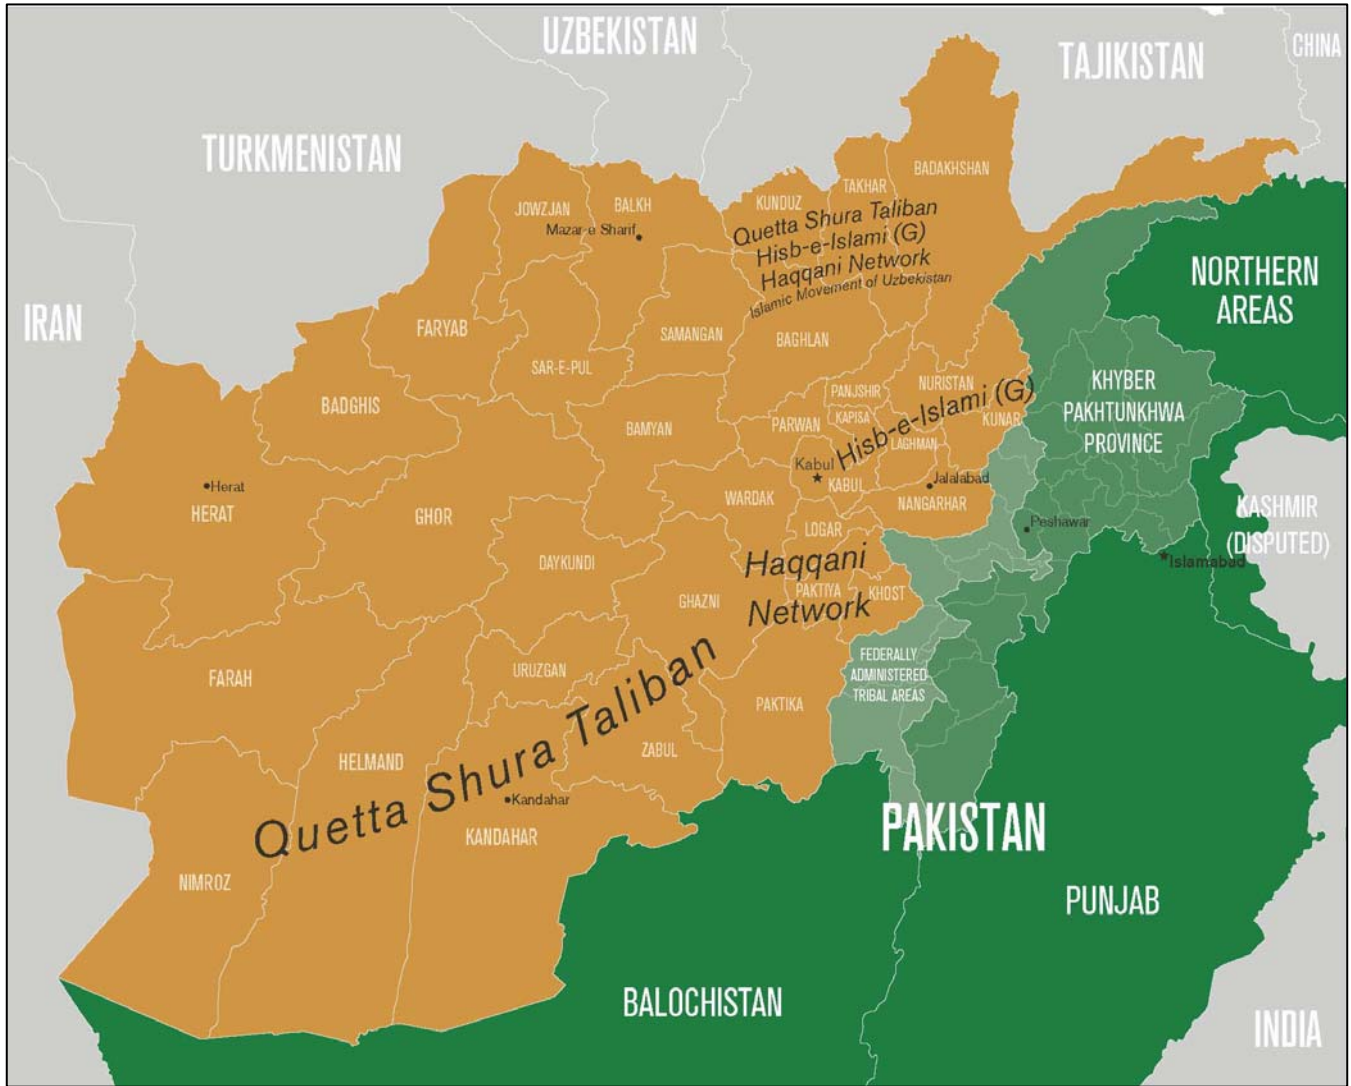 UZBEKISTAN
TAJIKISTAN
CHINA
TURKMENISTAN
IRAN
BADAKHSHAN
TAKHAR
KUNDUZ
JOWZJAN
BALKH
Mazar-e Sharif
Quetta Shura Taliban
Hisb-e-Islami (G)
Haqqani Network
Islamic Movement of Uzbekistan
NORTHERN
AREAS
FARYAB
SAMANGAN
BAGHLAN
SAR-E-PUL
BADGHIS
PANJSHIR
NURISTAN
KHYBER
PAKHTUNKHWA
PROVINCE
BAMYAN
PARWAN
KAPISA
KUNAR
Hisb-e-Islami (G)
LAGHMAN
Kabul
KABUL
Jalalabad
NANGARHAR
Herat
HERAT
GHOR
WARDAK
LOGAR
Peshawar
KASHMIR
(DISPUTED)
Islamabad
DAYKUNDI
Haqqani
Network
GHAZNI
PAKTIYA
KHOST
FARAH
URUZGAN
FEDERALLY
ADMINISTERED
TRIBAL AREAS
PAKTIKA
Quetta Shura Taliban
ZABUL
HELMAND
Kandahar
KANDAHAR
NIMROZ
PAKISTAN
PUNJAB
BALOCHISTAN
INDIA